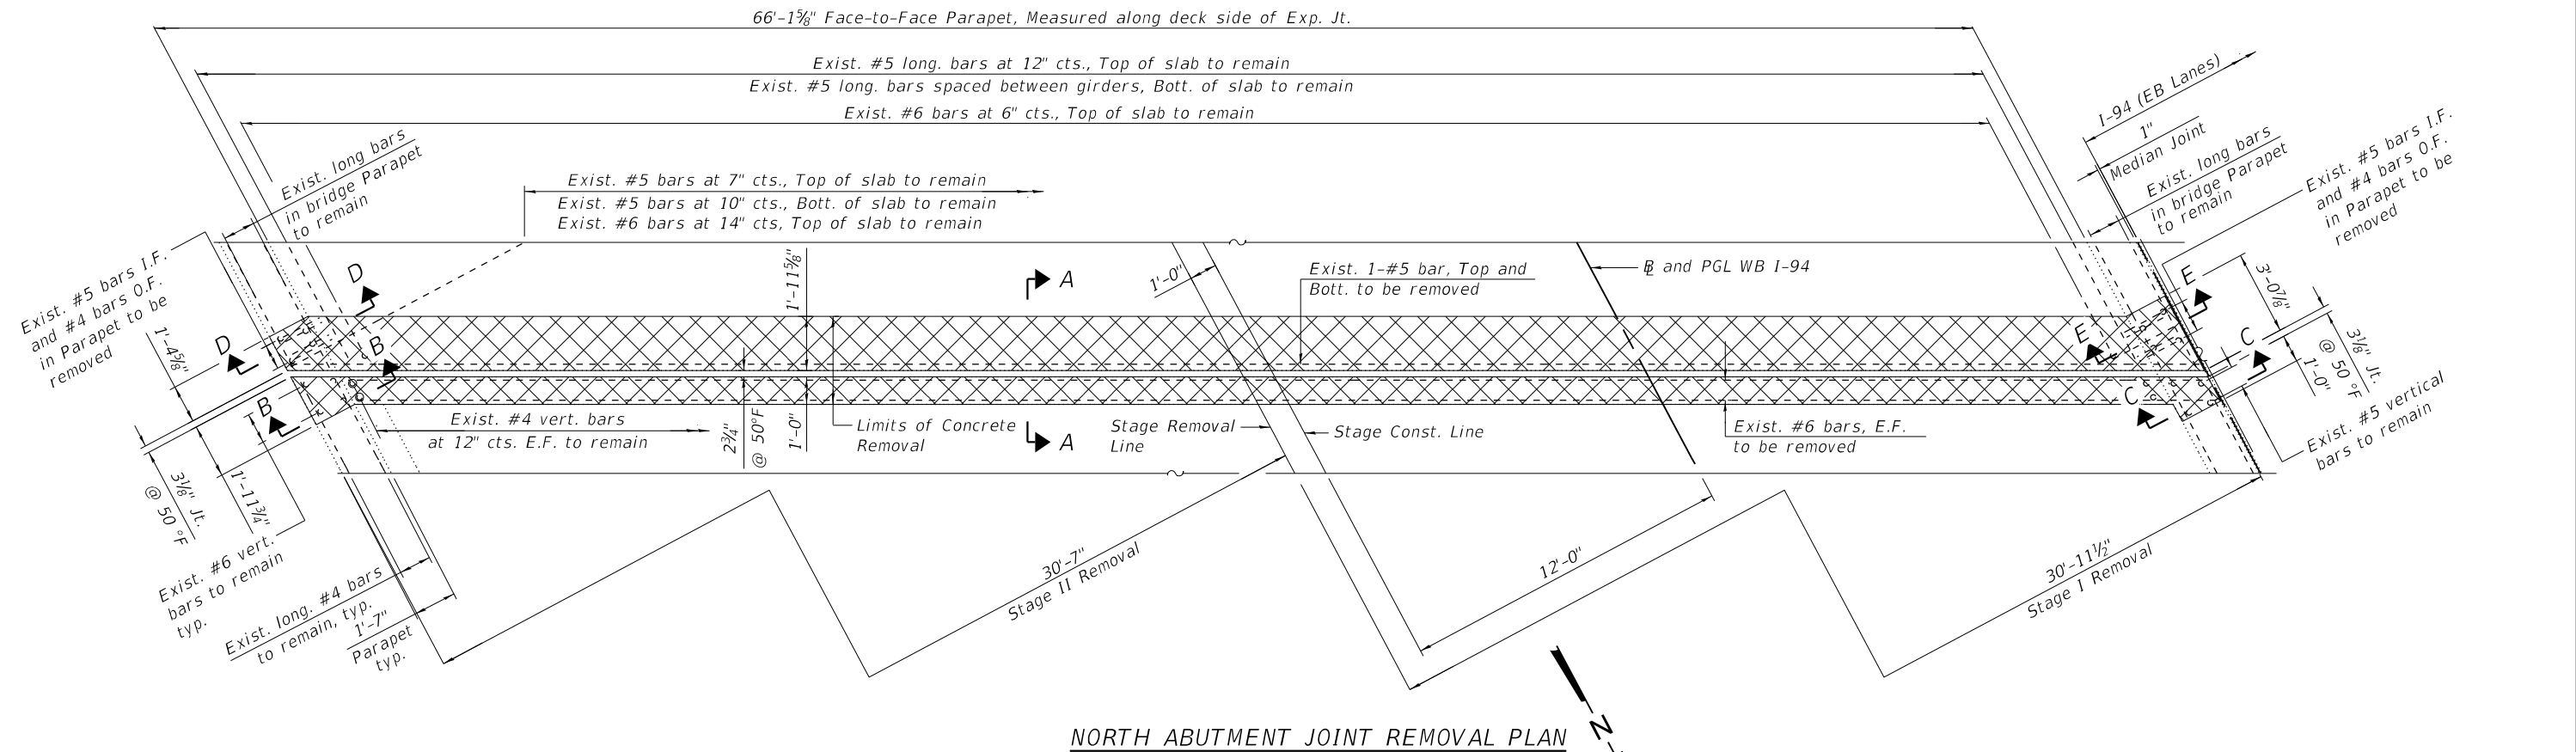 66'-1⅝" Face-to-Face Parapet, Measured along deck side of Exp. Jt.
Exist. #5 long. bars at 12" cts., Top of slab to remain
Exist. #5 long. bars spaced between girders, Bott. of slab to remain
Exist. #6 bars at 6" cts., Top of slab to remain
Exist. long bars
in bridge Parapet
to remain
Exist. #5 bars at 7" cts., Top of slab to remain
Exist. #5 bars at 10" cts., Bott. of slab to remain
Exist. #6 bars at 14" cts, Top of slab to remain
I-94 (EB Lanes)
1"
Median Joint
Exist. long bars
in bridge Parapet
to remain
Exist. #5 bars I.F.
and #4 bars O.F.
in Parapet to be
removed
Exist. #5 bars I.F.
and #4 bars O.F.
in Parapet to be
removed
1'-4⅝"
D
D
B
B
1'-11⅝"
A
1'-0"
Exist. 1-#5 bar, Top and
Bott. to be removed
℄ and PGL WB I-94
E
E
3'-0⅞"
C
C
3⅛" Jt.
@ 50 °F
1'-0"
Exist. #4 vert. bars
at 12" cts. E.F. to remain
2¾"
@ 50°F
1'-0"
Limits of Concrete
Removal
A
Stage Removal
Line
Stage Const. Line
Exist. #6 bars, E.F.
to be removed
Exist. #5 vertical
bars to remain
3⅛" Jt.
@ 50 °F
1'-11¾"
Exist. #6 vert.
bars to remain
typ.
Exist. long. #4 bars
to remain, typ.
1'-7"
Parapet
typ.
30'-7"
Stage II Removal
12'-0"
30'-11½"
Stage I Removal
N
NORTH ABUTMENT JOINT REMOVAL PLAN